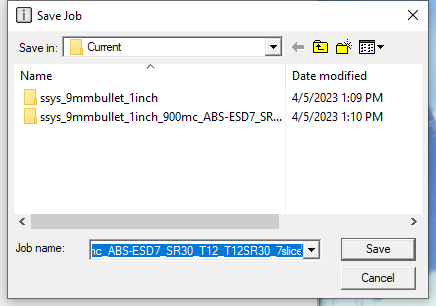 Save Job
Save in: Current
Name Date modified
ssys_9mmbullet_1inch 4/5/2023 1:09 PM
ssys_9mmbullet_1inch_900mc_ABS-ESD7_SR... 4/5/2023 1:10 PM
Job name: mc_ABS-ESD7_SR30_T12_T12SR30_7slice Save
Cancel